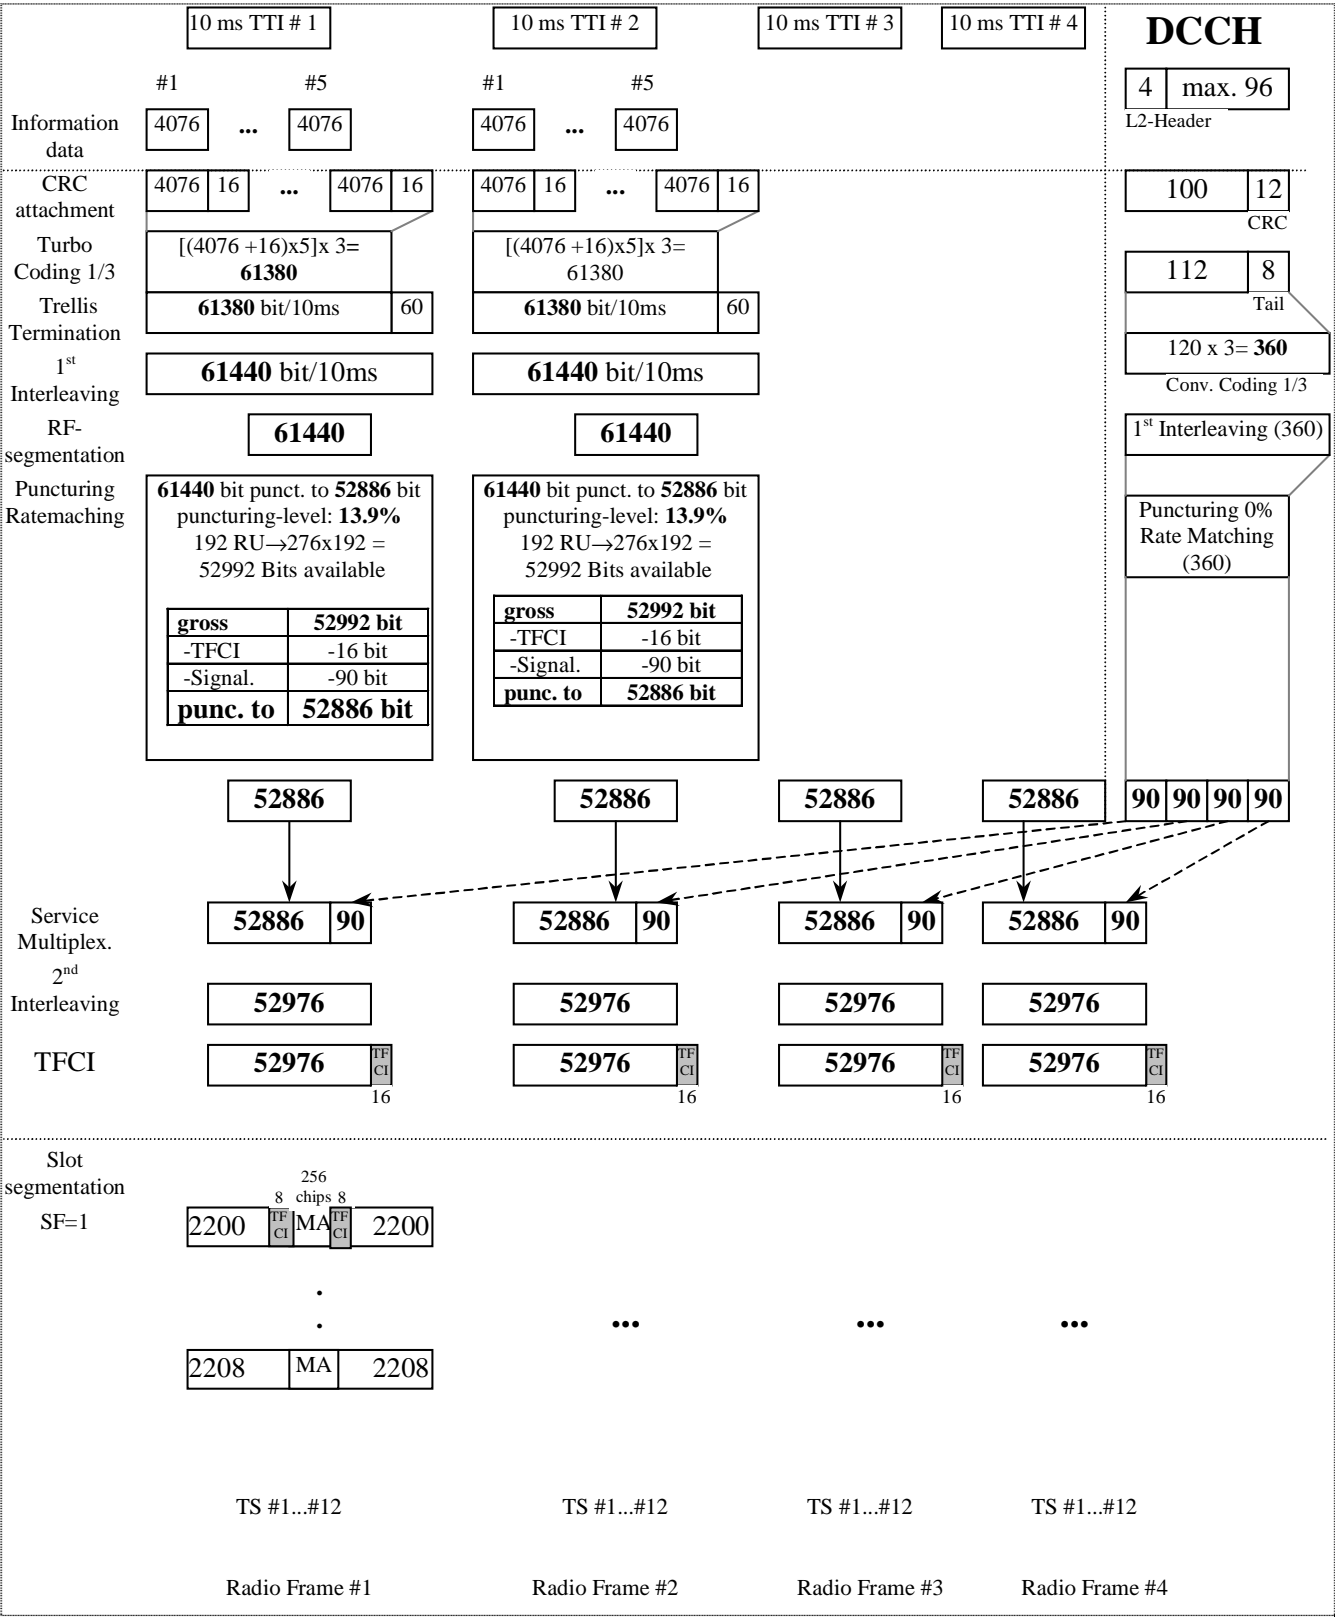 10 ms TTI # 1 10 ms TTI # 2 10 ms TTI # 3 10 ms TTI # 4 DCCH
#1 #5 #1 #5
4 max. 96
L2-Header
Information
data
4076 ... 4076 4076 ... 4076
CRC
attachment
4076 16 ... 4076 16 4076 16 ... 4076 16 100 12
CRC
Turbo
Coding 1/3
[(4076 +16)x5]x 3=
61380
[(4076 +16)x5]x 3=
61380
112 8
Tail
Trellis
Termination
61380 bit/10ms 60 61380 bit/10ms 60
120 x 3= 360
Conv. Coding 1/3
1st
Interleaving
61440 bit/10ms 61440 bit/10ms
RF-
segmentation
61440 61440
1st Interleaving (360)
Puncturing
Ratemaching
61440 bit punct. to 52886 bit
puncturing-level: 13.9%
192 RU→276x192 =
52992 Bits available
gross 52992 bit
-TFCI -16 bit
-Signal. -90 bit
punc. to 52886 bit
61440 bit punct. to 52886 bit
puncturing-level: 13.9%
192 RU→276x192 =
52992 Bits available
gross 52992 bit
-TFCI -16 bit
-Signal. -90 bit
punc. to 52886 bit
Puncturing 0%
Rate Matching
(360)
52886 52886 52886 52886 90 90 90 90
Service
Multiplex.
52886 90 52886 90 52886 90 52886 90
2nd
Interleaving
52976 52976 52976 52976
TFCI
52976 TF CI 52976 TF CI 52976 TF CI 52976 TF CI
16 16 16 16
Slot
segmentation
SF=1
256
8 chips 8
2200 TF CI MA TF CI 2200
.
.
... ... ...
2208 MA 2208
TS #1...#12 TS #1...#12 TS #1...#12 TS #1...#12
Radio Frame #1 Radio Frame #2 Radio Frame #3 Radio Frame #4